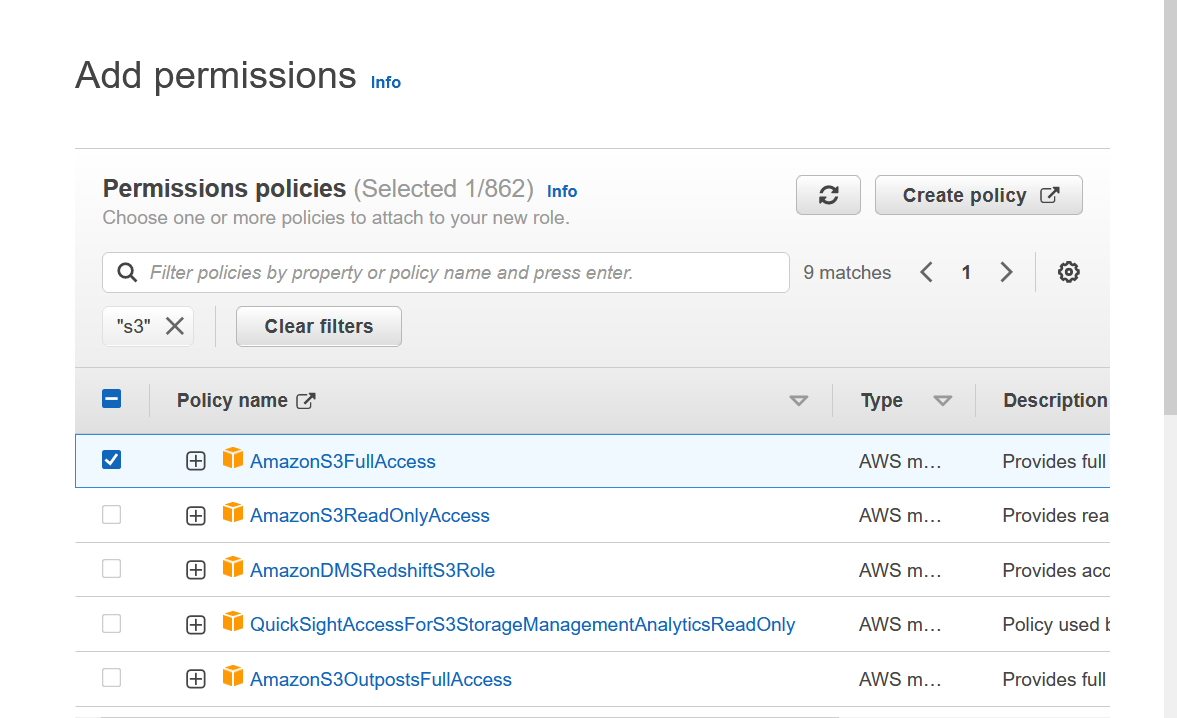 Add permissions Info
Permissions policies (Selected 1/862) Info
Create policy
Choose one or more policies to attach to your new role.
Filter policies by property or policy name and press enter.
9 matches
1
"s3"
Clear filters
Policy name
Type
Description
AmazonS3FullAccess AWS m... Provides full
AmazonS3ReadOnlyAccess AWS m... Provides rea
AmazonDMSRedshiftS3Role AWS m... Provides acc
QuickSightAccessForS3StorageManagementAnalyticsReadOnly AWS m... Policy used b
AmazonS3OutpostsFullAccess AWS m... Provides full